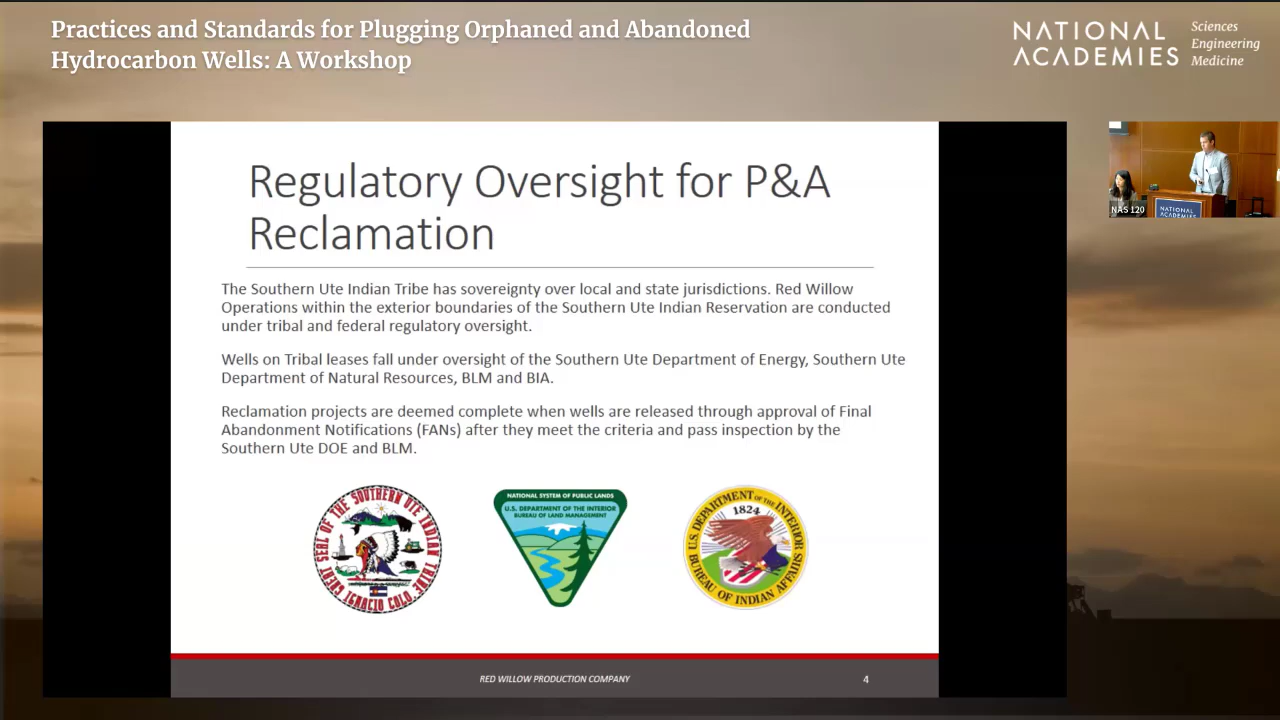 Practices and Standards for Plugging Orphaned and Abandoned
Hydrocarbon Wells: A Workshop
NATIONAL
ACADEMIES
Sciences
Engineering
Medicine
Regulatory Oversight for P&A
Reclamation
The Southern Ute Indian Tribe has sovereignty over local and state jurisdictions. Red Willow
Operations within the exterior boundaries of the Southern Ute Indian Reservation are conducted
under tribal and federal regulatory oversight.
Wells on Tribal leases fall under oversight of the Southern Ute Department of Energy, Southern Ute
Department of Natural Resources, BLM and BIA.
Reclamation projects are deemed complete when wells are released through approval of Final
Abandonment Notifications (FANs) after they meet the criteria and pass inspection by the
Southern Ute DOE and BLM.
GREAT SEAL OF THE SOUTHERN UTE INDIAN TRIBE
IGNACIO COLO.
NATIONAL SYSTEM OF PUBLIC LANDS
U.S. DEPARTMENT OF THE INTERIOR
BUREAU OF LAND MANAGEMENT
U.S. DEPARTMENT OF THE INTERIOR
1824
BUREAU OF INDIAN AFFAIRS
RED WILLOW PRODUCTION COMPANY
4
NAS 120
NATIONAL
ACADEMIES